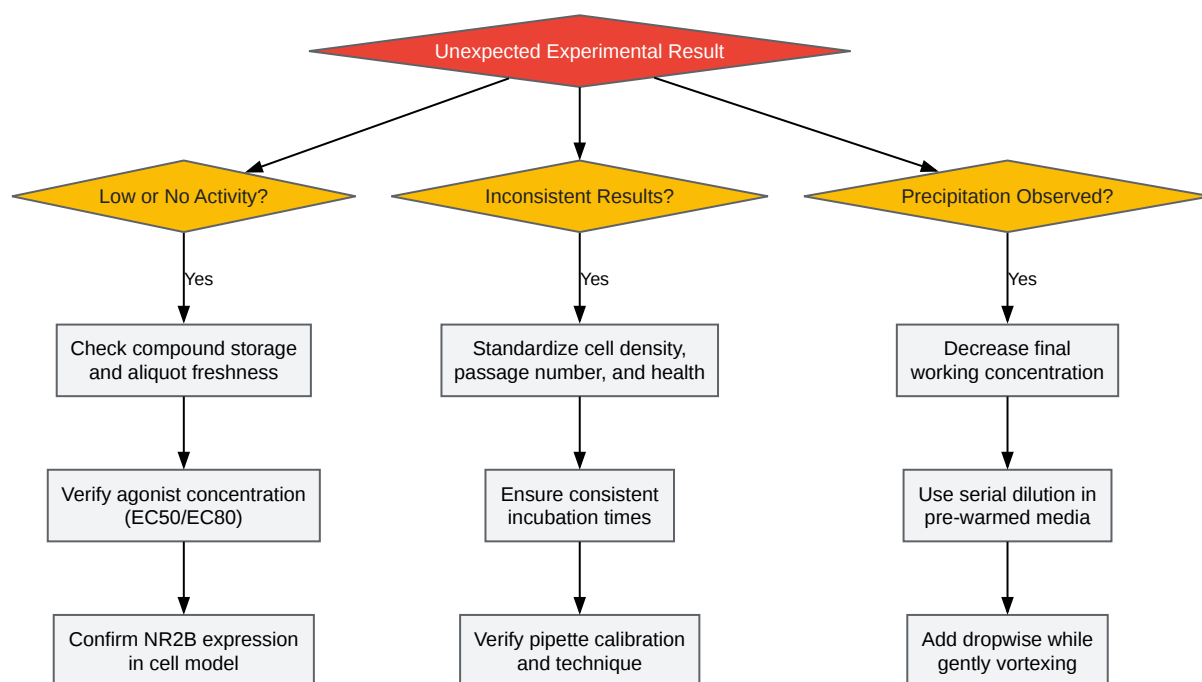 Unexpected Experimental Result
Low or No Activity?
Inconsistent Results?
Precipitation Observed?
Yes
Yes
Yes
Check compound storage
and aliquot freshness
Standardize cell density,
passage number, and health
Decrease final
working concentration
Verify agonist concentration
(EC50/EC80)
Ensure consistent
incubation times
Use serial dilution in
pre-warmed media
Confirm NR2B expression
in cell model
Verify pipette calibration
and technique
Add dropwise while
gently vortexing